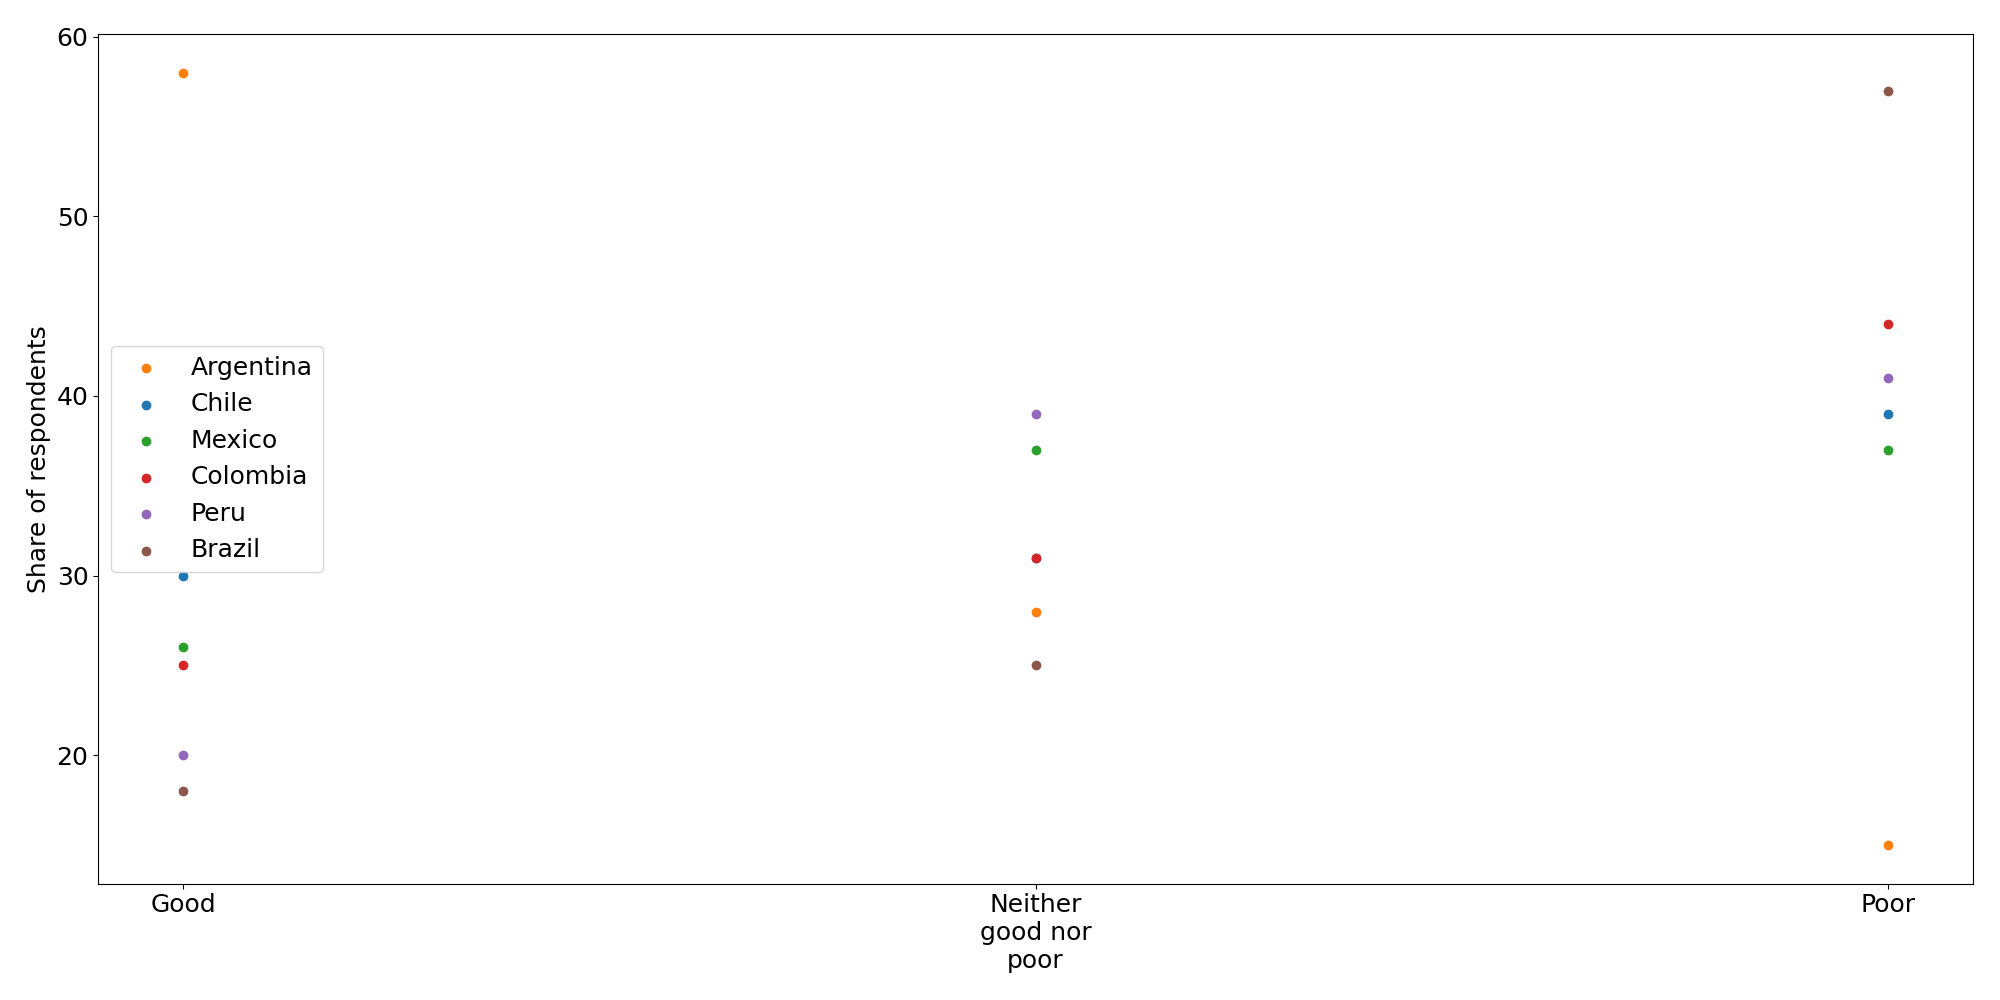 60
50
40
30
20
Share of respondents
Argentina
Chile
Mexico
Colombia
Peru
Brazil
Good
Neither
good nor
poor
Poor